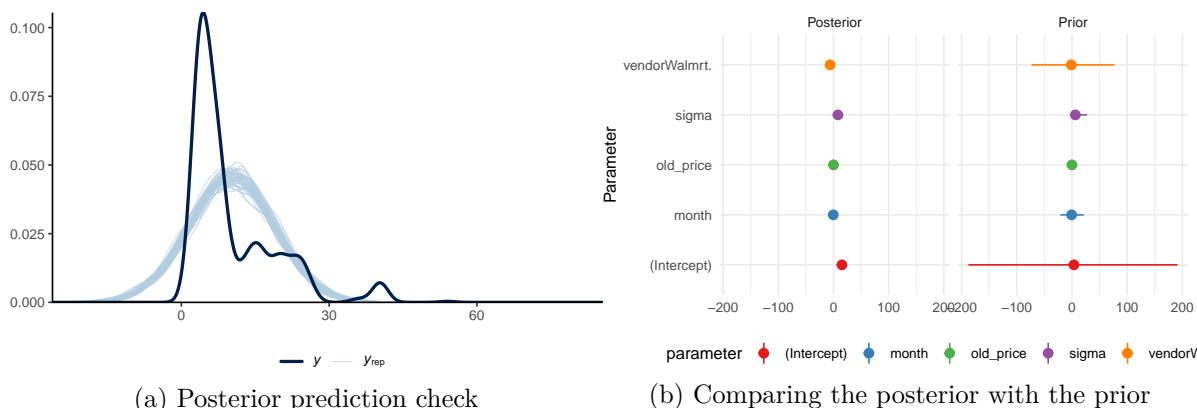 0.100
0.075
0.050
0.025
0.000
0 30 60
y yrep
(a) Posterior prediction check
Posterior Prior
Parameter
vendorWalmrt.
sigma
old_price
month
(Intercept)
−200 −100 0 100 200 −200 −100 0 100 200
parameter (Intercept) month old_price sigma vendorW
(b) Comparing the posterior with the prior